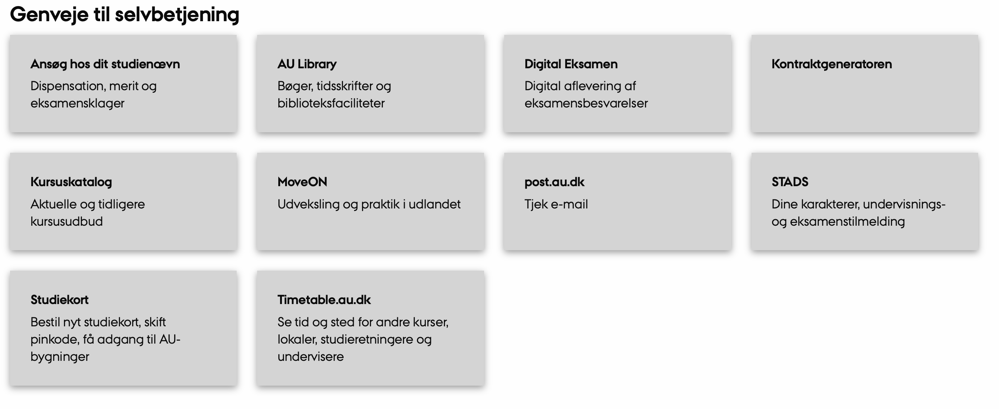 Genveje til selvbetjening
Ansøg hos dit studienævn
Dispensation, merit og
eksamensklager
AU Library
Bøger, tidsskrifter og
biblioteksfaciliteter
Digital Eksamen
Digital aflevering af
eksamensbesvarelser
Kontraktgeneratoren
Kursuskatalog
Aktuelle og tidligere
kursusudbud
MoveON
Udveksling og praktik i udlandet
post.au.dk
Tjek e-mail
STADS
Dine karakterer, undervisnings-
og eksamenstilmelding
Studiekort
Bestil nyt studiekort, skift
pinkode, få adgang til AU-
bygninger
Timetable.au.dk
Se tid og sted for andre kurser,
lokaler, studieretningere og
undervisere